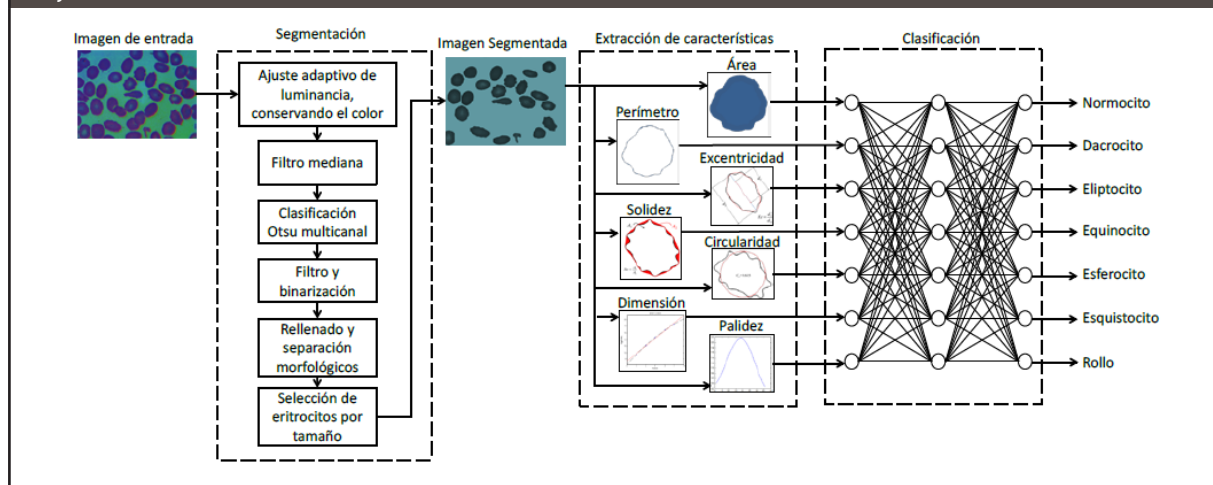 Imagen de entrada
Segmentación
Ajuste adaptivo de
luminancia,
conservando el color
Filtro mediana
Clasificación
Otsu multicanal
Filtro y
binarización
Rellenado y
separación
morfológicos
Selección de
eritrocitos por
tamaño
Imagen Segmentada
Extracción de características
Área
Perímetro
Excentricidad
Solidez
Circularidad
Dimensión
Palidez
Clasificación
Normocito
Dacrocito
Eliptocito
Equinocito
Esferocito
Esquistocito
Rollo